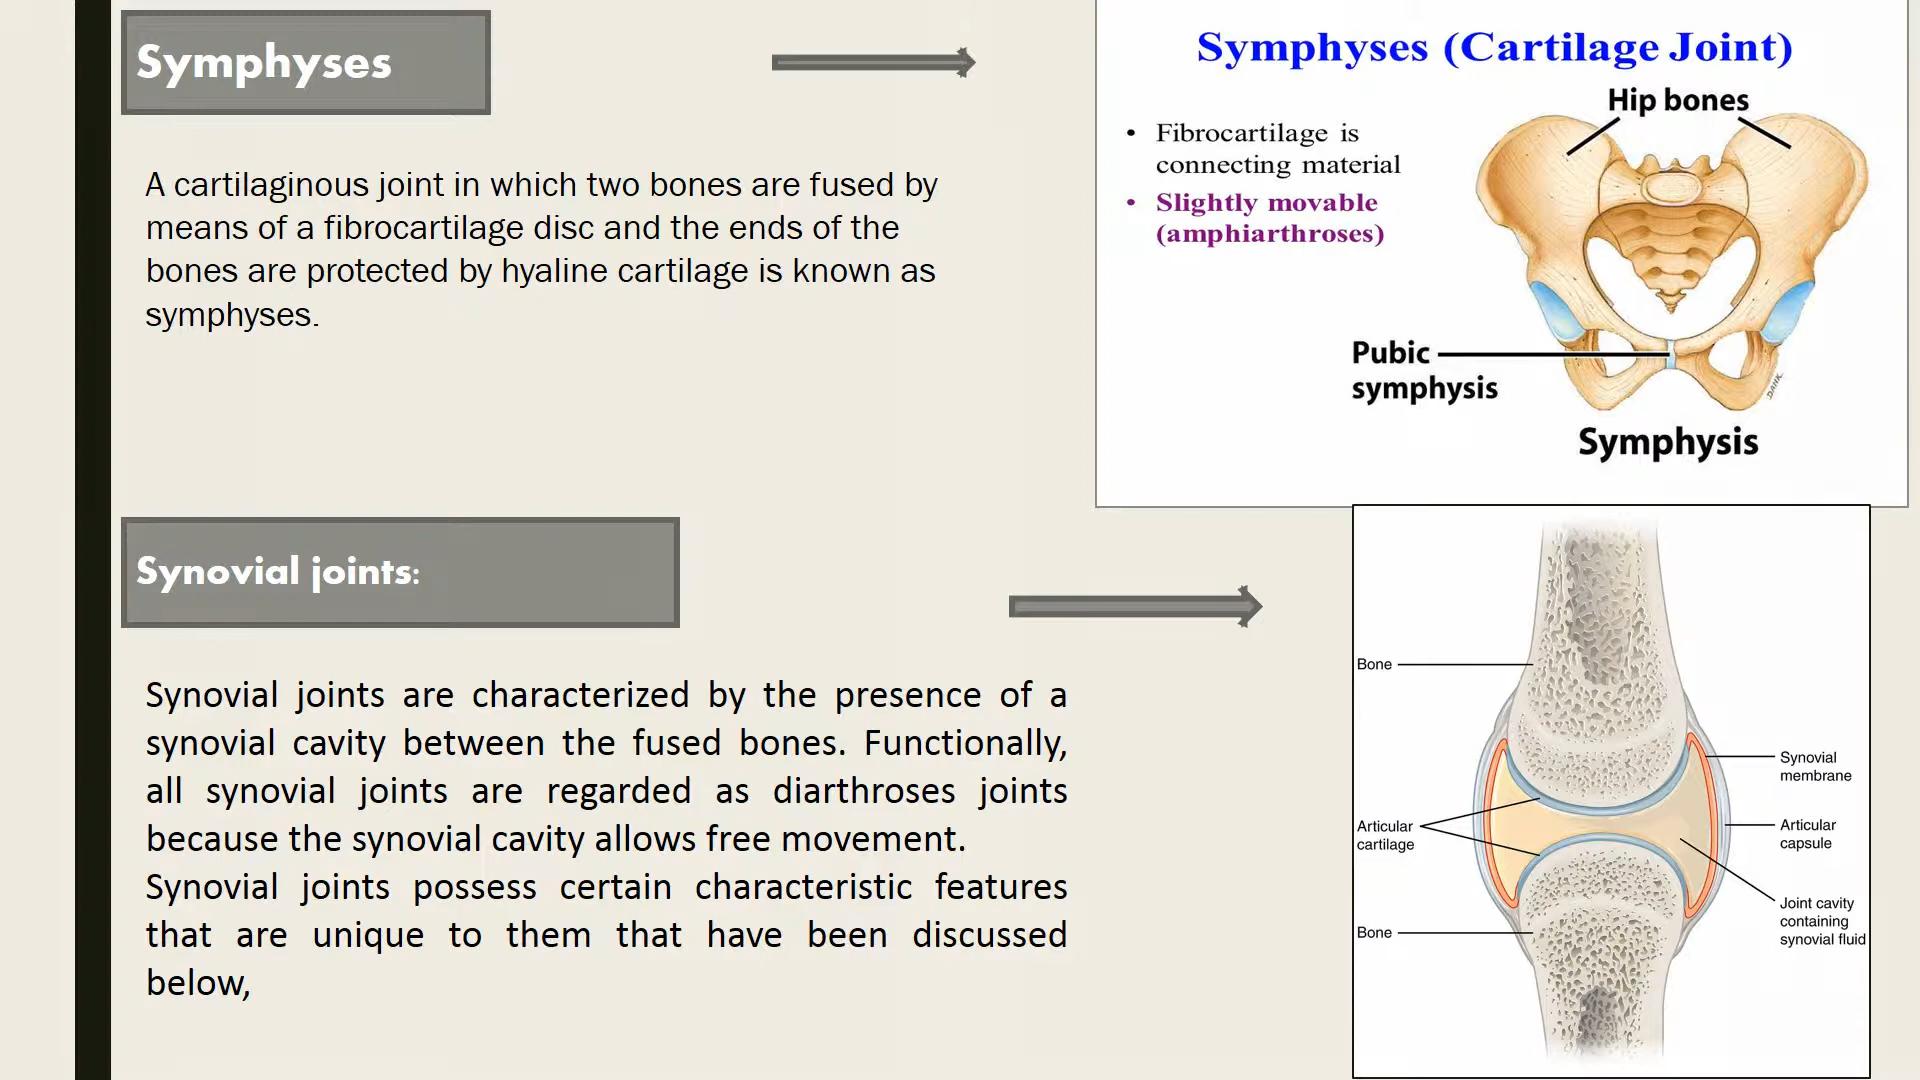 Symphyses
A cartilaginous joint in which two bones are fused by
means of a fibrocartilage disc and the ends of the
bones are protected by hyaline cartilage is known as
symphyses.
Symphyses (Cartilage Joint)
• Fibrocartilage is
connecting material
• Slightly movable
(amphiarthroses)
Hip bones
Pubic
symphysis
DAHK
Symphysis
Synovial joints:
Synovial joints are characterized by the presence of a
synovial cavity between the fused bones. Functionally,
all synovial joints are regarded as diarthroses joints
because the synovial cavity allows free movement.
Synovial joints possess certain characteristic features
that are unique to them that have been discussed
below,
Bone
Synovial
membrane
Articular
cartilage
Articular
capsule
Joint cavity
containing
synovial fluid
Bone